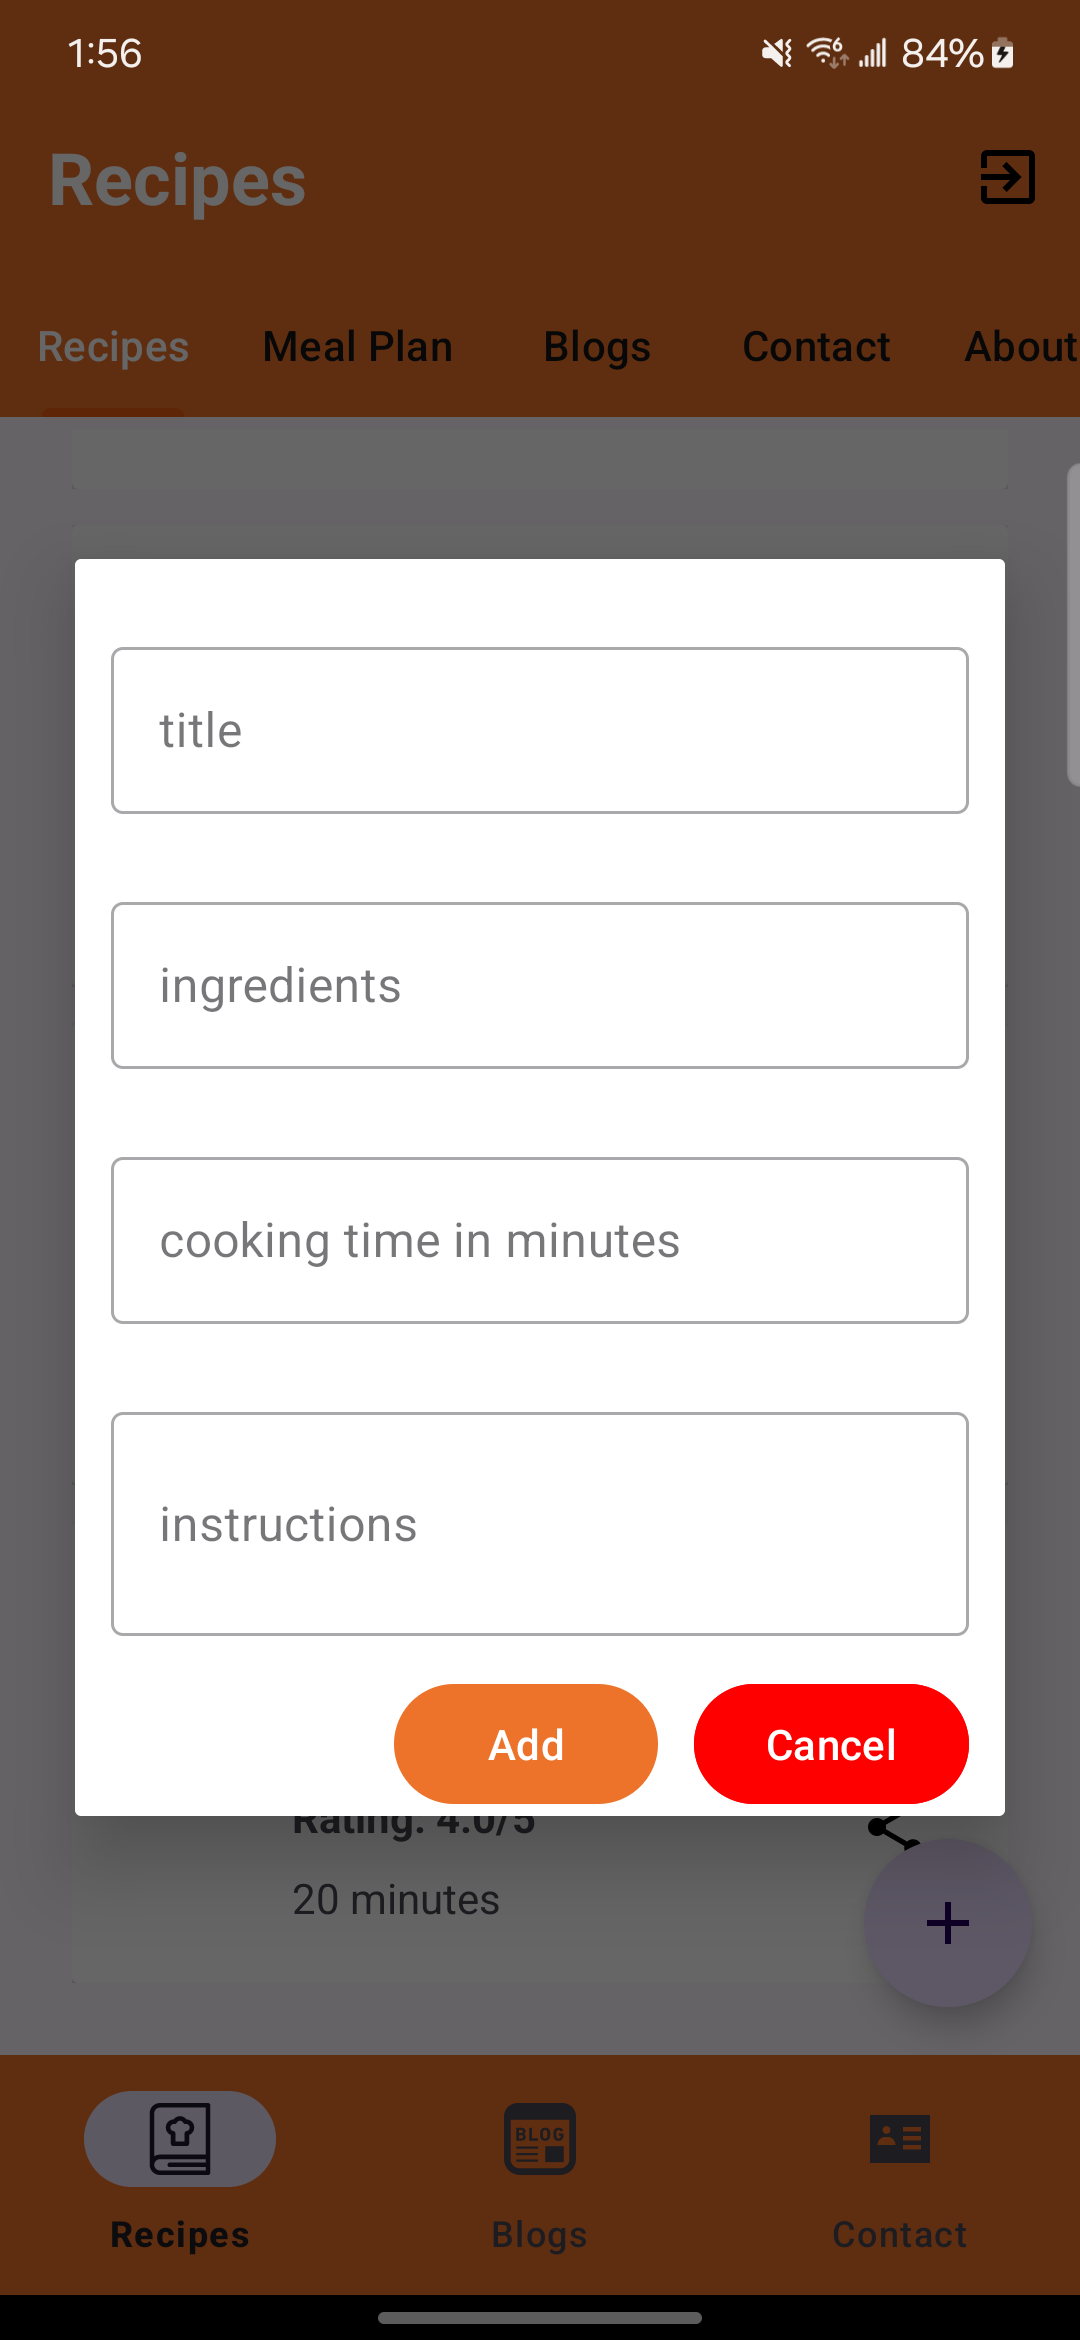 1:56
84%
Recipes
Recipes Meal Plan Blogs Contact About
title
ingredients
cooking time in minutes
instructions
Add Cancel
Rating: 4.0/5
20 minutes
BLOG
Recipes Blogs Contact